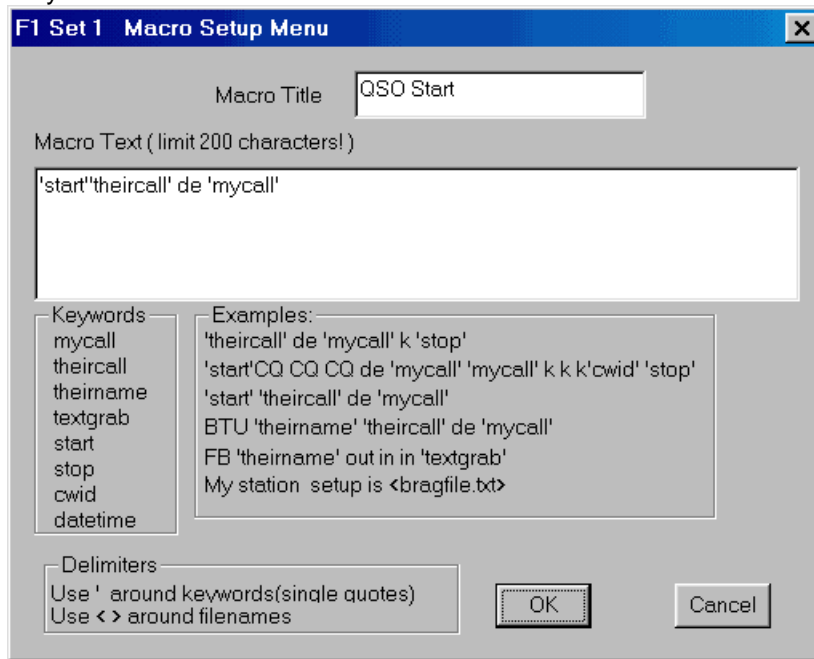 F1 Set 1 Macro Setup Menu
Macro Title QSO Start
Macro Text ( limit 200 characters! )
'start''theircall' de 'mycall'
Keywords
mycall
theircall
theirname
textgrab
start
stop
cwid
datetime
Examples:
'theircall' de 'mycall' k 'stop'
'start'CQ CQ CQ de 'mycall' 'mycall' k k k'cwid' 'stop'
'start' 'theircall' de 'mycall'
BTU 'theirname' 'theircall' de 'mycall'
FB 'theirname' out in in 'textgrab'
My station setup is <bragfile.txt>
Delimiters
Use ' around keywords(single quotes)
Use < > around filenames
OK
Cancel